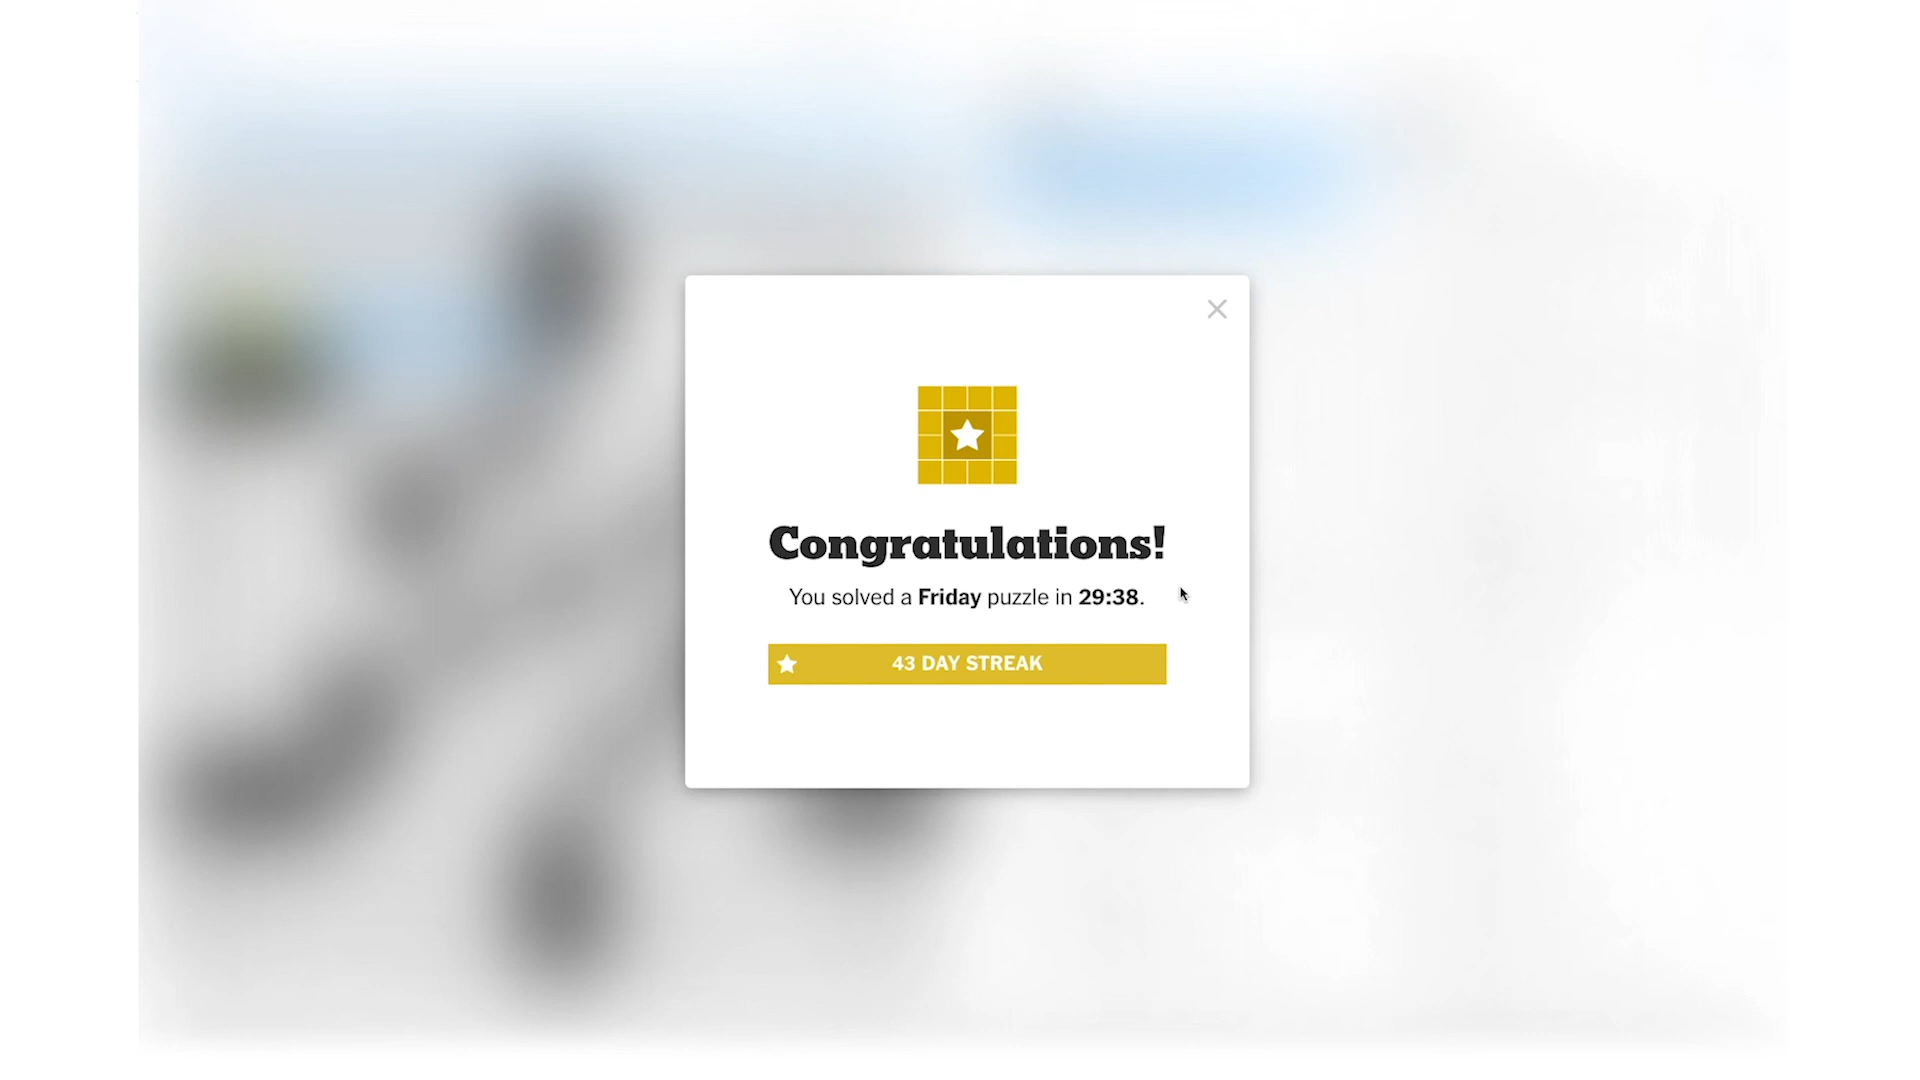 Congratulations!
You solved a Friday puzzle in 29:38.
43 DAY STREAK